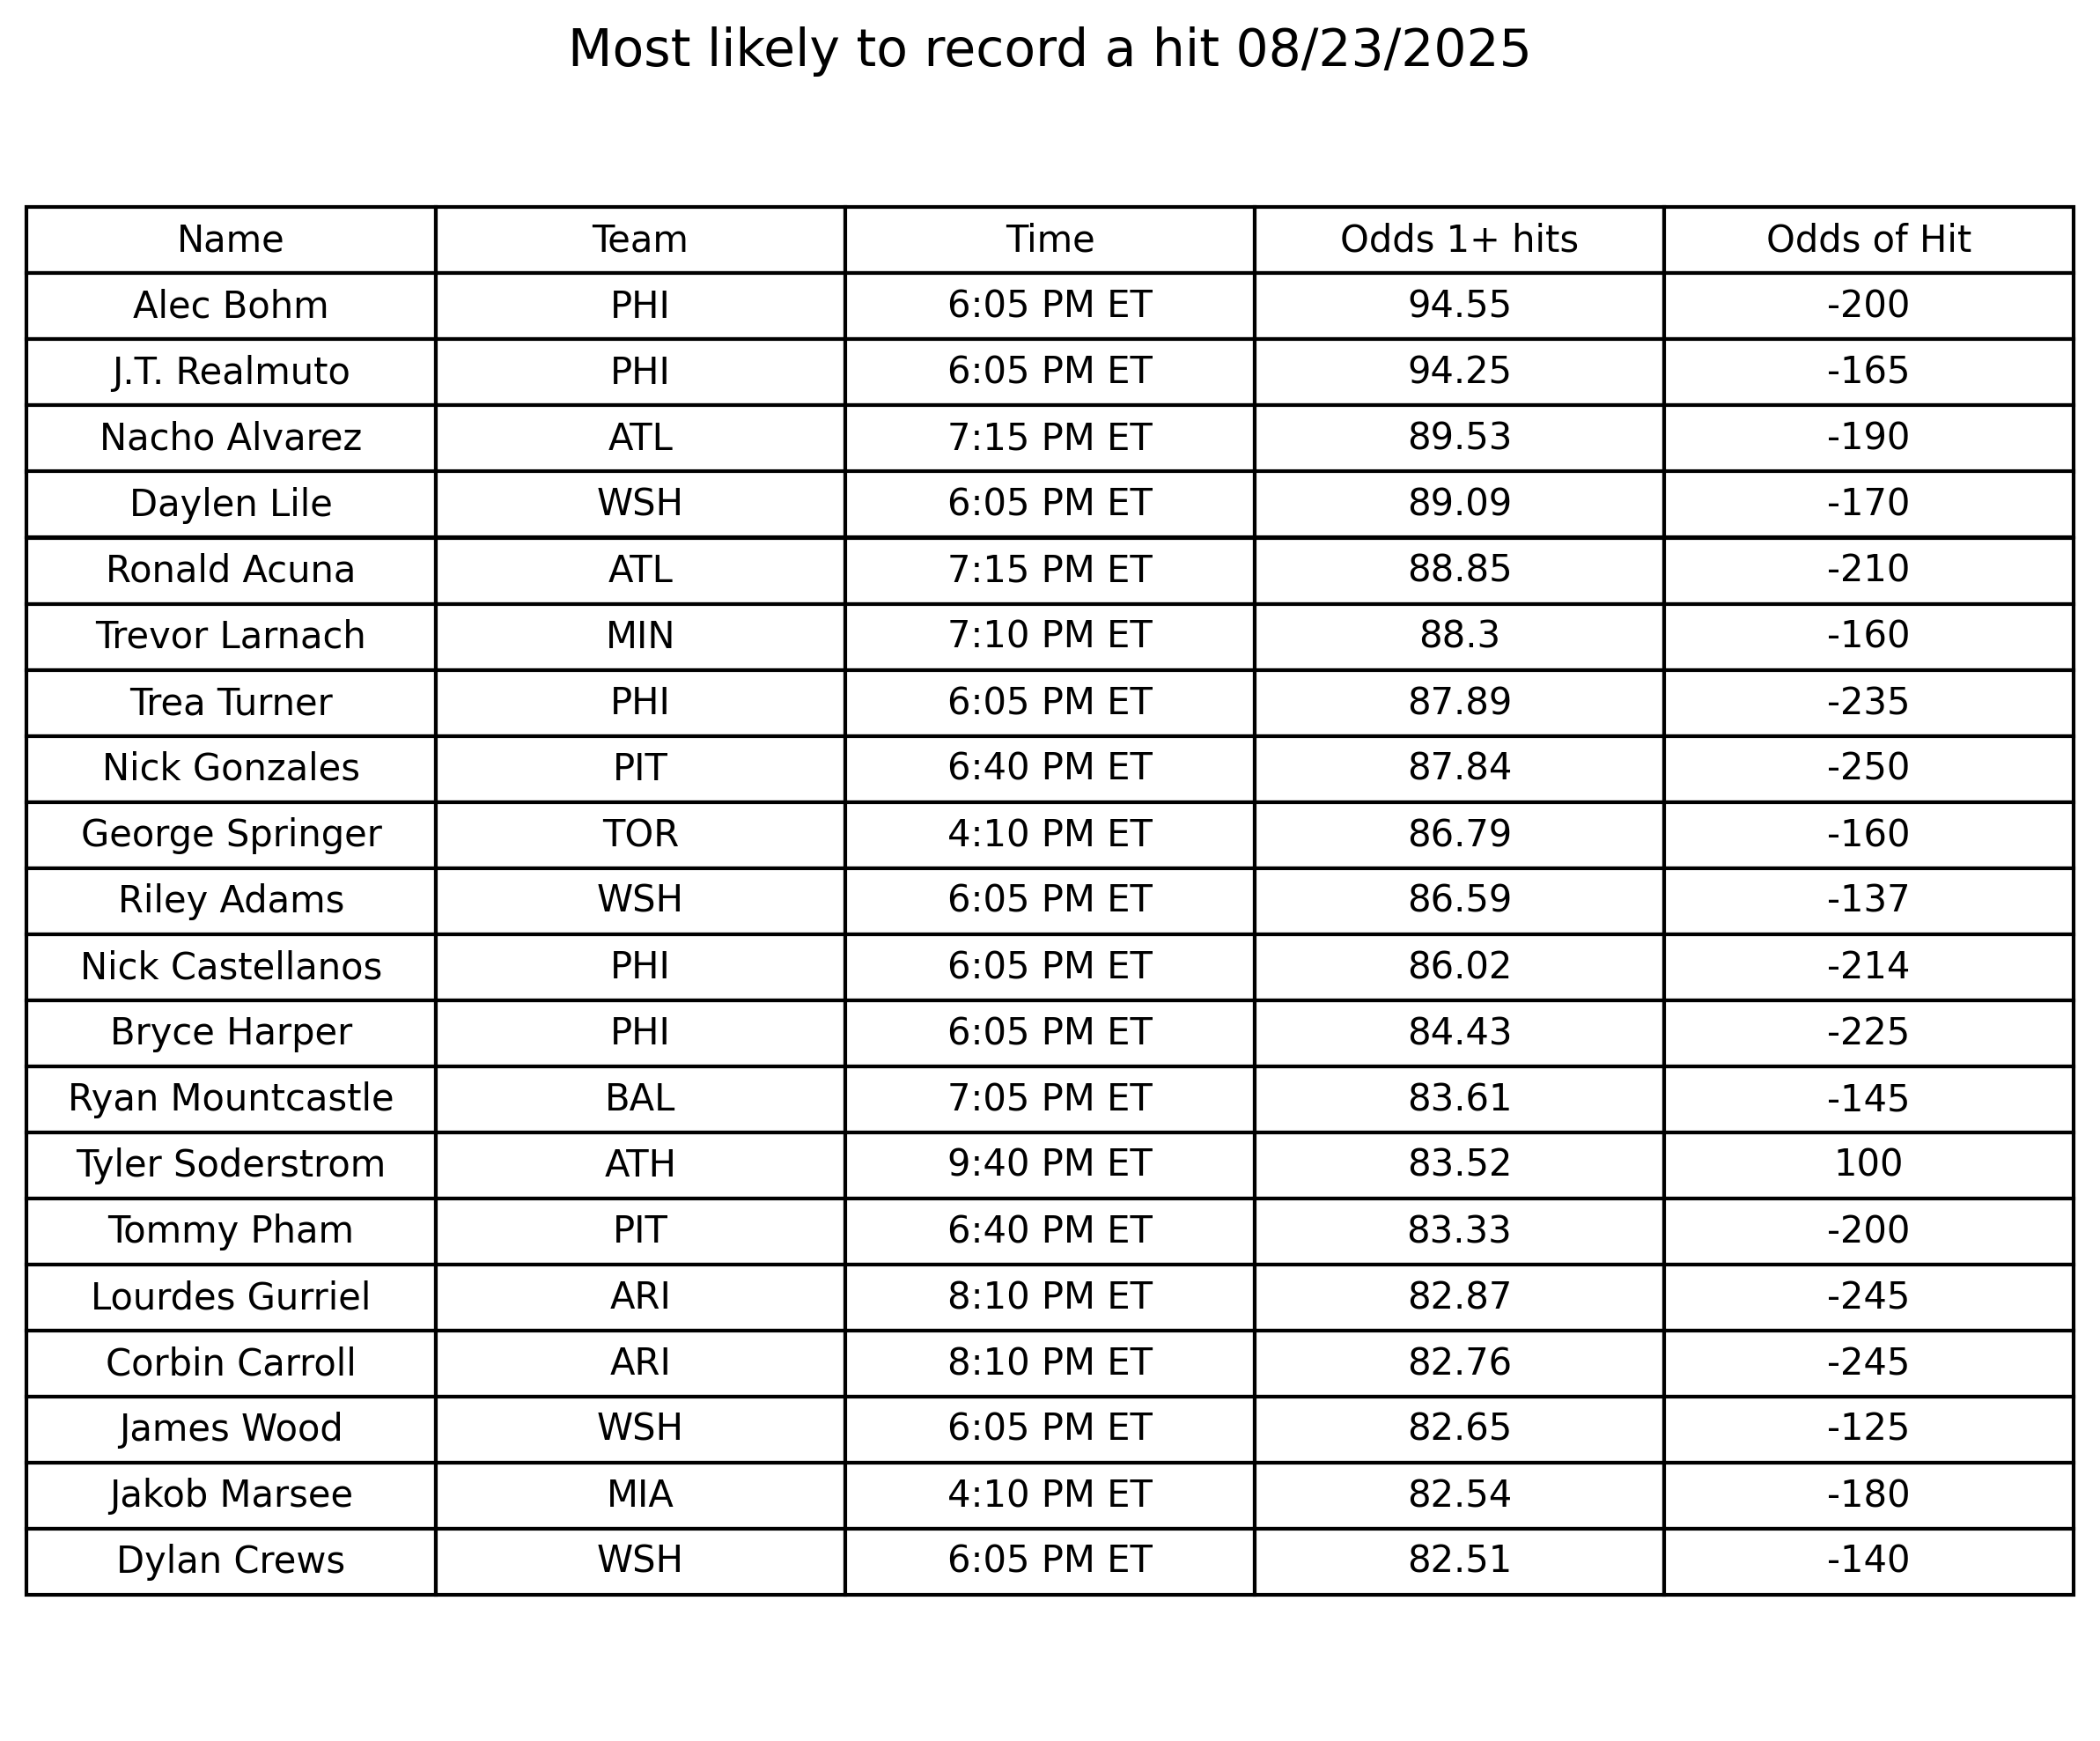 Most likely to record a hit 08/23/2025
Name Team Time Odds 1+ hits Odds of Hit
Alec Bohm PHI 6:05 PM ET 94.55 -200
J.T. Realmuto PHI 6:05 PM ET 94.25 -165
Nacho Alvarez ATL 7:15 PM ET 89.53 -190
Daylen Lile WSH 6:05 PM ET 89.09 -170
Ronald Acuna ATL 7:15 PM ET 88.85 -210
Trevor Larnach MIN 7:10 PM ET 88.3 -160
Trea Turner PHI 6:05 PM ET 87.89 -235
Nick Gonzales PIT 6:40 PM ET 87.84 -250
George Springer TOR 4:10 PM ET 86.79 -160
Riley Adams WSH 6:05 PM ET 86.59 -137
Nick Castellanos PHI 6:05 PM ET 86.02 -214
Bryce Harper PHI 6:05 PM ET 84.43 -225
Ryan Mountcastle BAL 7:05 PM ET 83.61 -145
Tyler Soderstrom ATH 9:40 PM ET 83.52 100
Tommy Pham PIT 6:40 PM ET 83.33 -200
Lourdes Gurriel ARI 8:10 PM ET 82.87 -245
Corbin Carroll ARI 8:10 PM ET 82.76 -245
James Wood WSH 6:05 PM ET 82.65 -125
Jakob Marsee MIA 4:10 PM ET 82.54 -180
Dylan Crews WSH 6:05 PM ET 82.51 -140